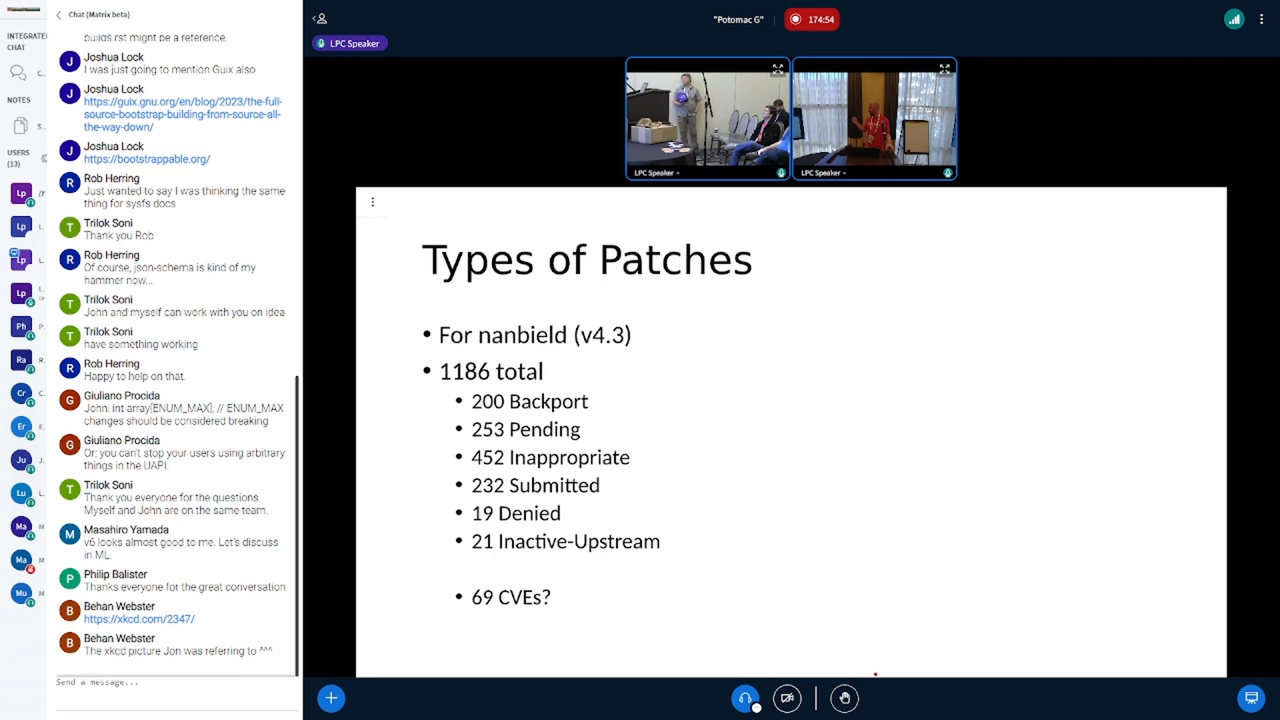 Chat (Matrix beta)
"Potomac G"
174:54
LPC Speaker
INTEGRATE
CHAT
C..
NOTES
S..
USERS
(13)
builds rst might be a reference.
Joshua Lock
I was just going to mention Guix also
Joshua Lock
https://guix.gnu.org/en/blog/2023/the-full-
source-bootstrap-building-from-source-all-
the-way-down/
Joshua Lock
https://bootstrappable.org/
Rob Herring
Just wanted to say I was thinking the same
thing for sysfs docs
Trilok Soni
Thank you Rob
Rob Herring
Of course, json-schema is kind of my
hammer now...
Trilok Soni
John and myself can work with you on idea
Trilok Soni
have something working
Rob Herring
Happy to help on that.
Giuliano Procida
John: int array[ENUM_MAX]; // ENUM_MAX
changes should be considered breaking
Giuliano Procida
Or: you can't stop your users using arbitrary
things in the UAPI.
Trilok Soni
Thank you everyone for the questions.
Myself and John are on the same team.
Masahiro Yamada
v6 looks almost good to me. Let's discuss
in ML.
Philip Balister
Thanks everyone for the great conversation
Behan Webster
https://xkcd.com/2347/
Behan Webster
The xkcd picture Jon was referring to ^^^
Send a message...
LPC Speaker
LPC Speaker
Types of Patches
• For nanbield (v4.3)
• 1186 total
• 200 Backport
• 253 Pending
• 452 Inappropriate
• 232 Submitted
• 19 Denied
• 21 Inactive-Upstream
• 69 CVEs?